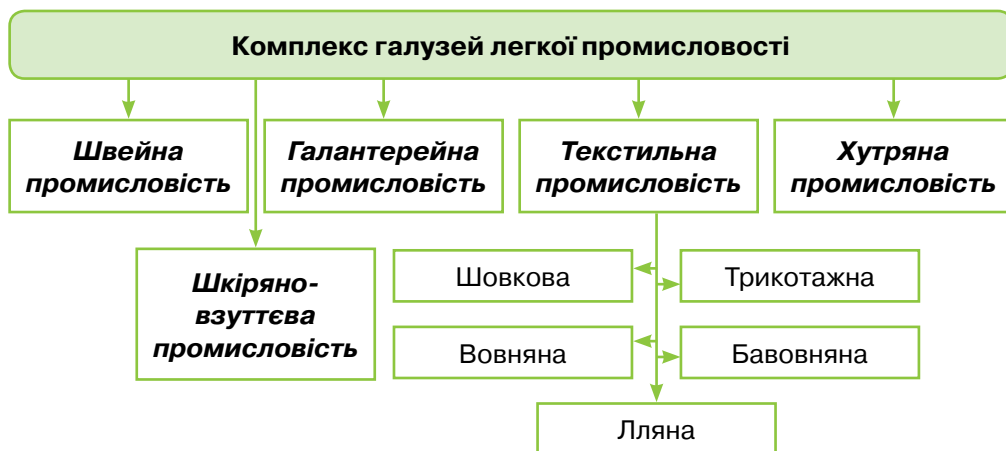 Комплекс галузей легкої промисловості
Швейна
промисловість
Галантерейна
промисловість
Текстильна
промисловість
Хутряна
промисловість
Шкіряно-
взуттєва
промисловість
Шовкова
Трикотажна
Вовняна
Бавовняна
Лляна